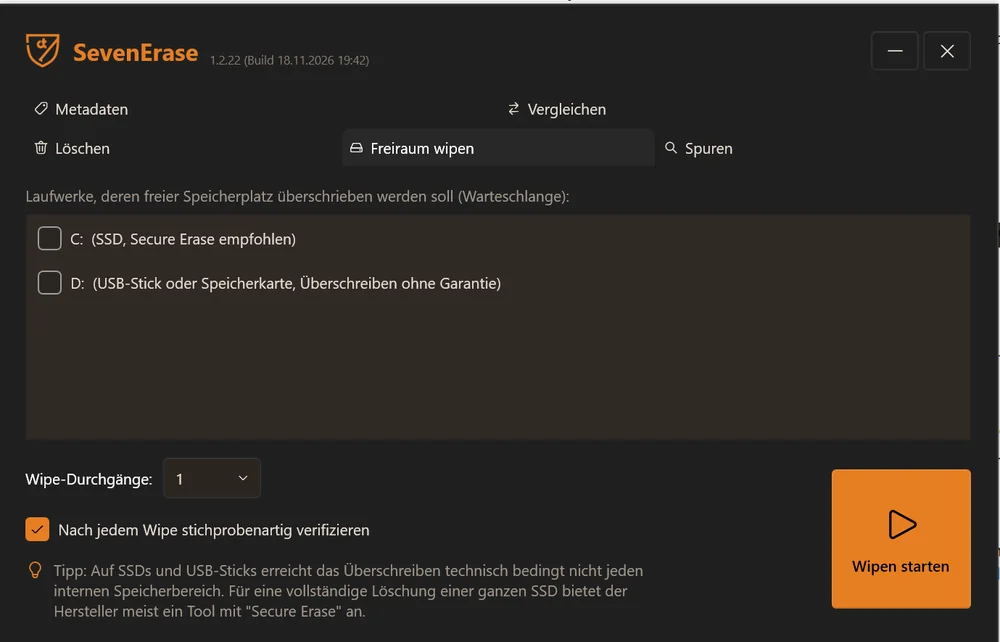 SevenErase 1.2.22 (Build 18.11.2026 19:42)
Metadaten Vergleichen
Löschen Freiraum wipen Spuren
Laufwerke, deren freier Speicherplatz überschrieben werden soll (Warteschlange):
C: (SSD, Secure Erase empfohlen)
D: (USB-Stick oder Speicherkarte, Überschreiben ohne Garantie)
Wipe-Durchgänge: 1
Nach jedem Wipe stichprobenartig verifizieren
Tipp: Auf SSDs und USB-Sticks erreicht das Überschreiben technisch bedingt nicht jeden
internen Speicherbereich. Für eine vollständige Löschung einer ganzen SSD bietet der
Hersteller meist ein Tool mit "Secure Erase" an.
Wipen starten